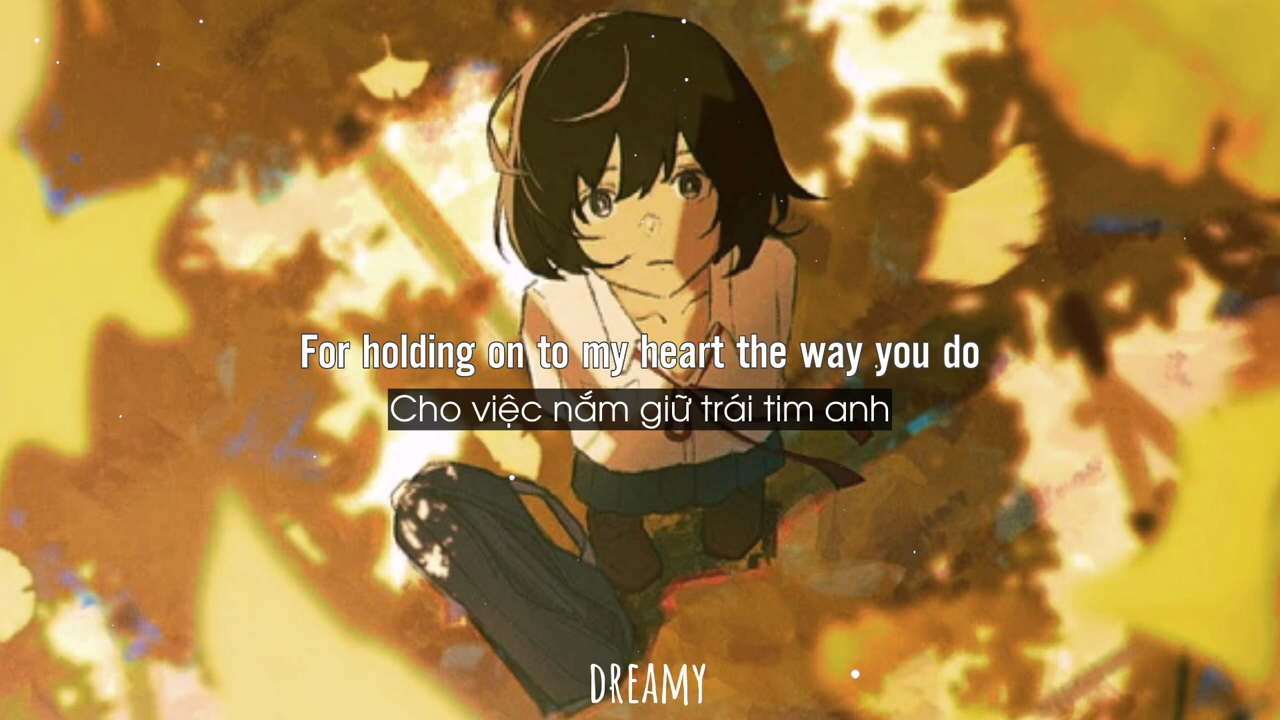 For holding on to my heart the way you do
Cho việc nắm giữ trái tim anh
DREAMY